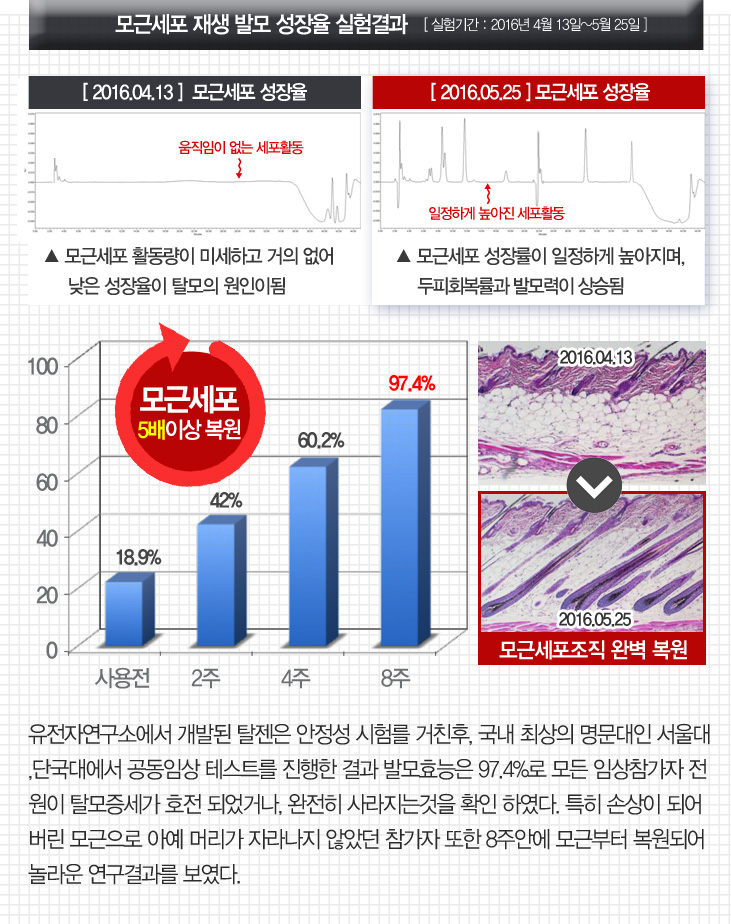 모근세포 재생 발모 성장율 실험결과 [ 실험기간 : 2016년 4월 13일~5월 25일 ]
[ 2016.04.13 ] 모근세포 성장율
[ 2016.05.25 ] 모근세포 성장율
움직임이 없는 세포활동
일정하게 높아진 세포활동
▲ 모근세포 활동량이 미세하고 거의 없어
낮은 성장율이 탈모의 원인이됨
▲ 모근세포 성장률이 일정하게 높아지며,
두피회복률과 발모력이 상승됨
100
80
60
40
20
0
모근세포
5배이상 복원
18.9%
42%
60.2%
97.4%
사용전
2주
4주
8주
2016.04.13
2016.05.25
모근세포조직 완벽 복원
유전자연구소에서 개발된 탈젠은 안정성 시험를 거친후, 국내 최상의 명문대인 서울대
,단국대에서 공동임상 테스트를 진행한 결과 발모효능은 97.4%로 모든 임상참가자 전
원이 탈모증세가 호전 되었거나, 완전히 사라지는것을 확인 하였다. 특히 손상이 되어
버린 모근으로 아예 머리가 자라나지 않았던 참가자 또한 8주안에 모근부터 복원되어
놀라운 연구결과를 보였다.